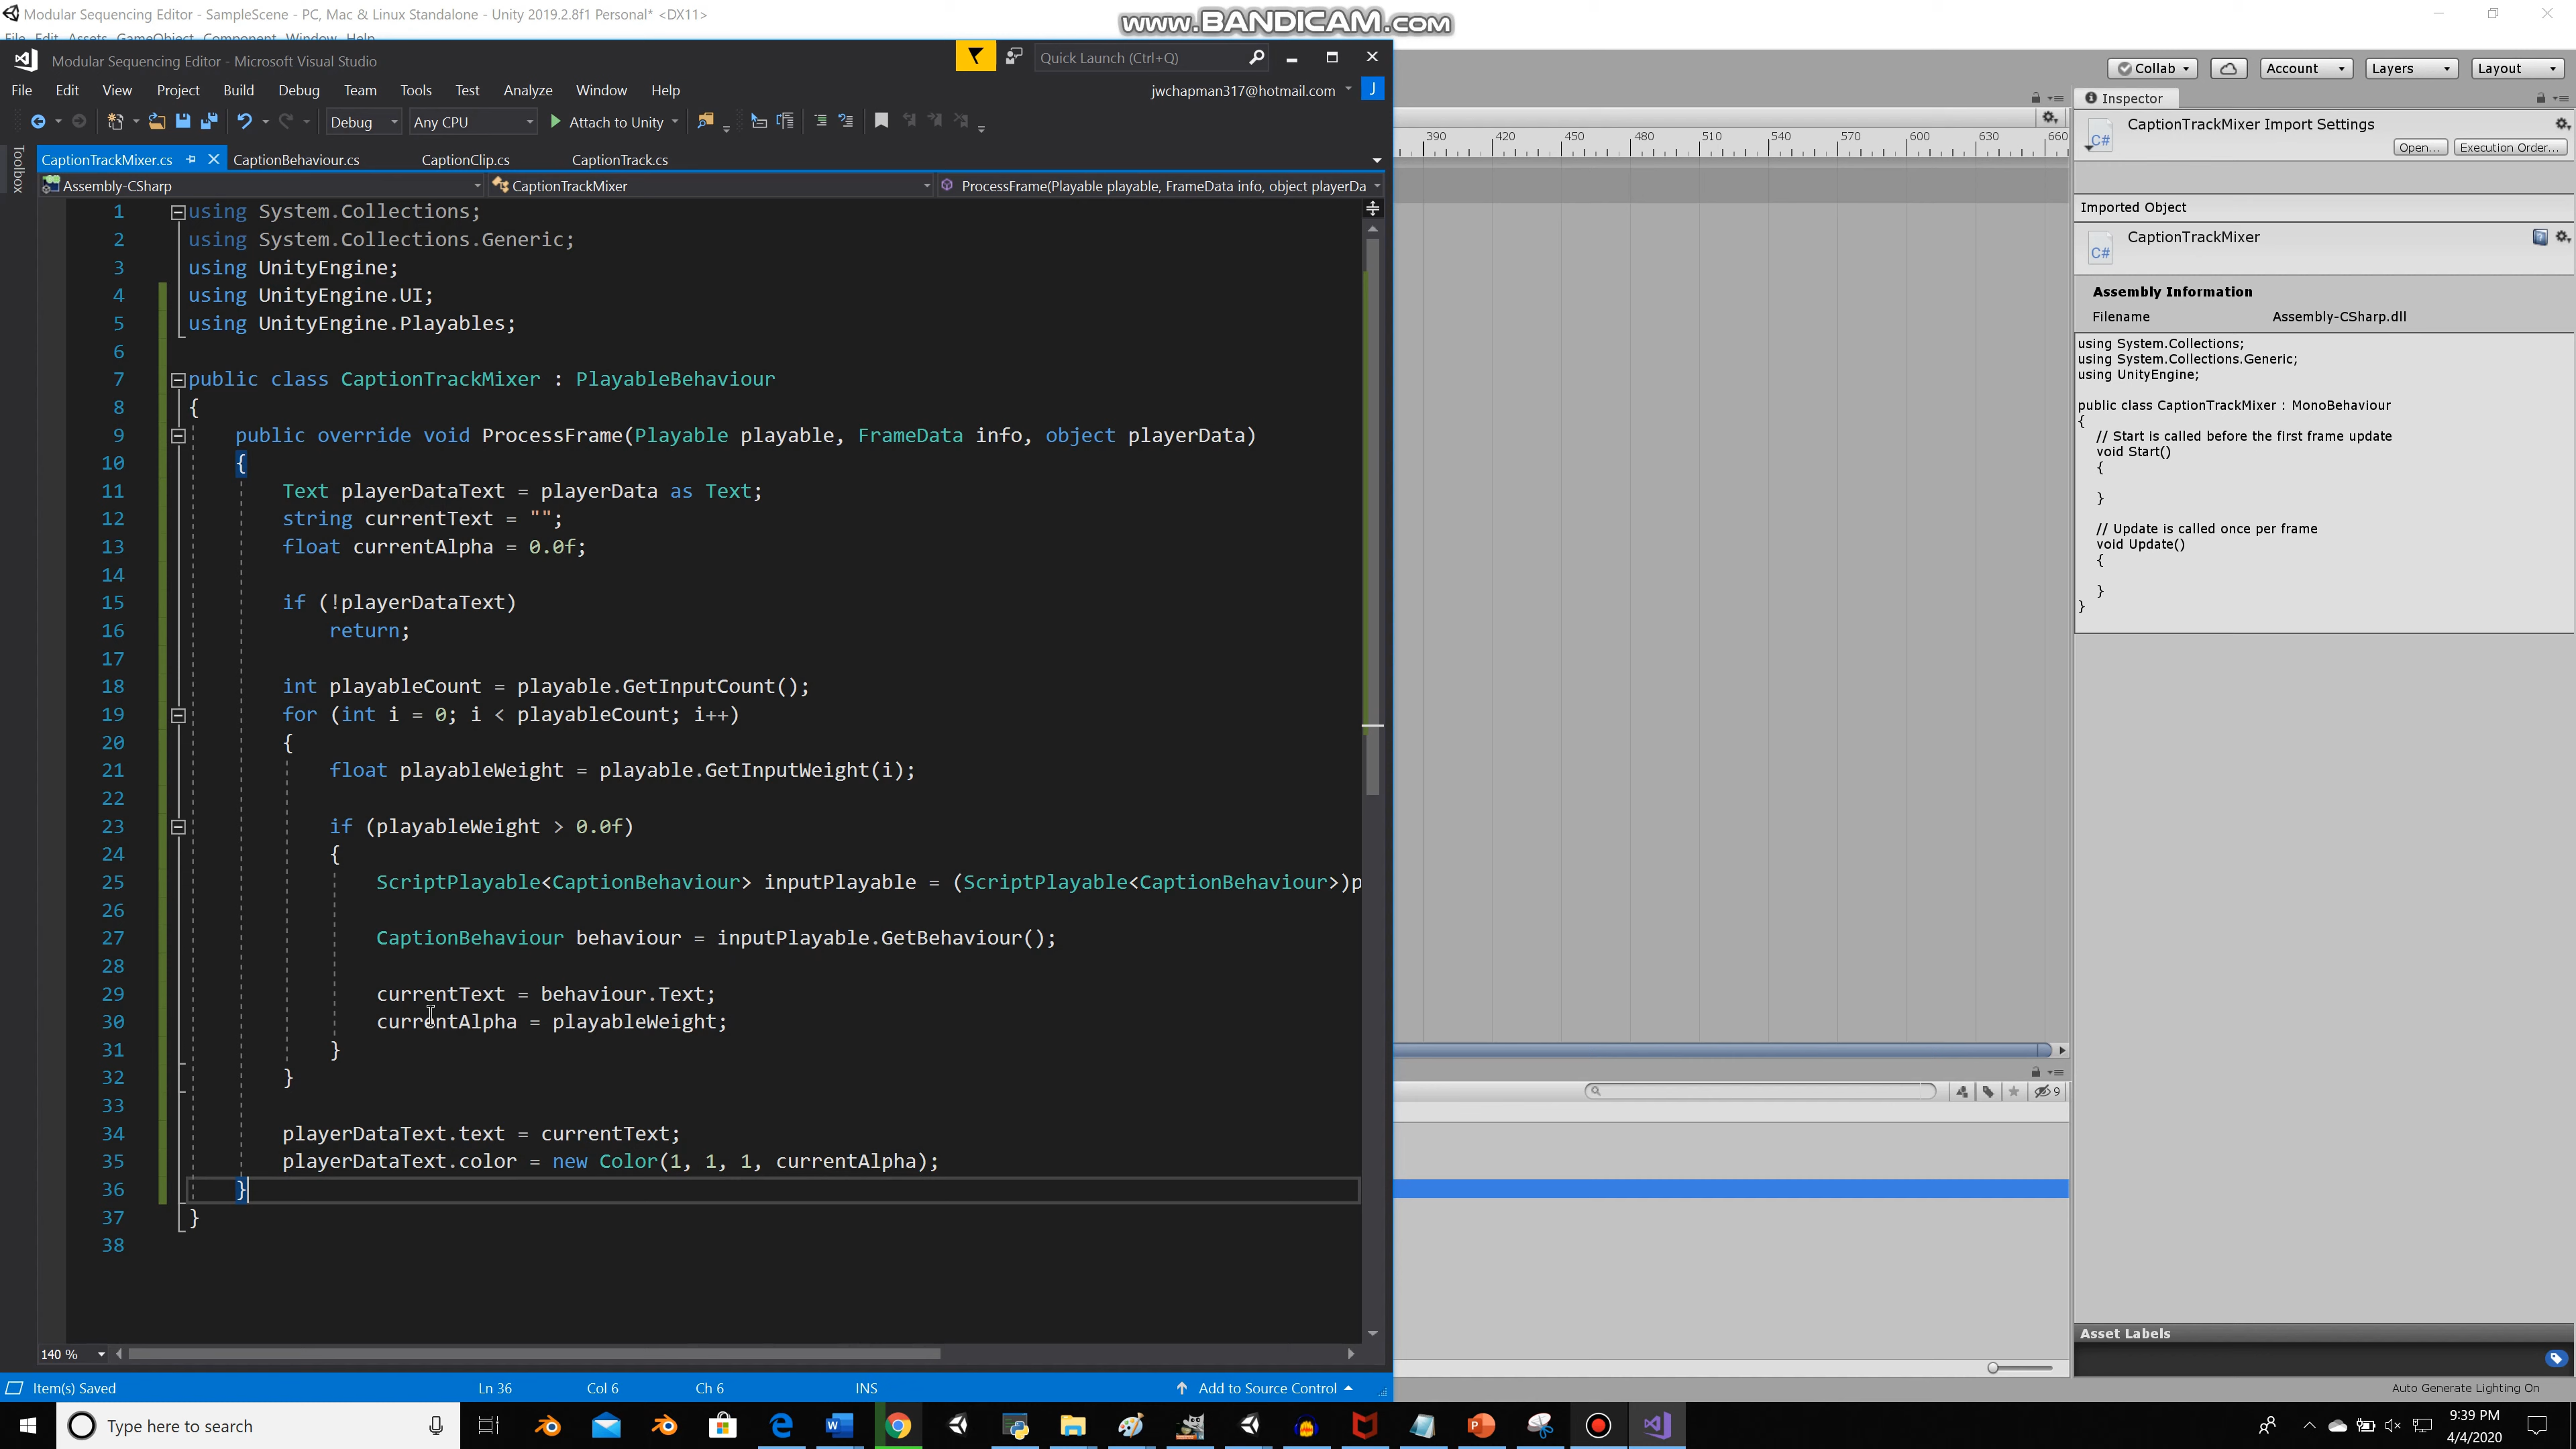 Modular Sequencing Editor - SampleScene - PC, Mac & Linux Standalone - Unity 2019.2.8f1 Personal* <DX11>
www.BANDICAM.com
File Edit Assets GameObject Component Window Help
Modular Sequencing Editor - Microsoft Visual Studio
Quick Launch (Ctrl+Q)
File Edit View Project Build Debug Team Tools Test Analyze Window Help
jwchapman317@hotmail.com J
Debug Any CPU Attach to Unity
Toolbox
CaptionTrackMixer.cs CaptionBehaviour.cs CaptionClip.cs CaptionTrack.cs
Assembly-CSharp CaptionTrackMixer ProcessFrame(Playable playable, FrameData info, object playerDa
1 using System.Collections;
2 using System.Collections.Generic;
3 using UnityEngine;
4 using UnityEngine.UI;
5 using UnityEngine.Playables;
6
7 public class CaptionTrackMixer : PlayableBehaviour
8 {
9 public override void ProcessFrame(Playable playable, FrameData info, object playerData)
10 {
11 Text playerDataText = playerData as Text;
12 string currentText = "";
13 float currentAlpha = 0.0f;
14
15 if (!playerDataText)
16 return;
17
18 int playableCount = playable.GetInputCount();
19 for (int i = 0; i < playableCount; i++)
20 {
21 float playableWeight = playable.GetInputWeight(i);
22
23 if (playableWeight > 0.0f)
24 {
25 ScriptPlayable<CaptionBehaviour> inputPlayable = (ScriptPlayable<CaptionBehaviour>)p
26
27 CaptionBehaviour behaviour = inputPlayable.GetBehaviour();
28
29 currentText = behaviour.Text;
30 currentAlpha = playableWeight;
31 }
32 }
33
34 playerDataText.text = currentText;
35 playerDataText.color = new Color(1, 1, 1, currentAlpha);
36 }
37 }
38
140 %
Item(s) Saved Ln 36 Col 6 Ch 6 INS Add to Source Control
Collab Account Layers Layout
390 420 450 480 510 540 570 600 630 660
9
Inspector
CaptionTrackMixer Import Settings
C#
Open... Execution Order...
Imported Object
CaptionTrackMixer
C#
Assembly Information
Filename Assembly-CSharp.dll
using System.Collections;
using System.Collections.Generic;
using UnityEngine;
public class CaptionTrackMixer : MonoBehaviour
{
// Start is called before the first frame update
void Start()
{
}
// Update is called once per frame
void Update()
{
}
}
Asset Labels
Auto Generate Lighting On
Type here to search
9:39 PM
4/4/2020